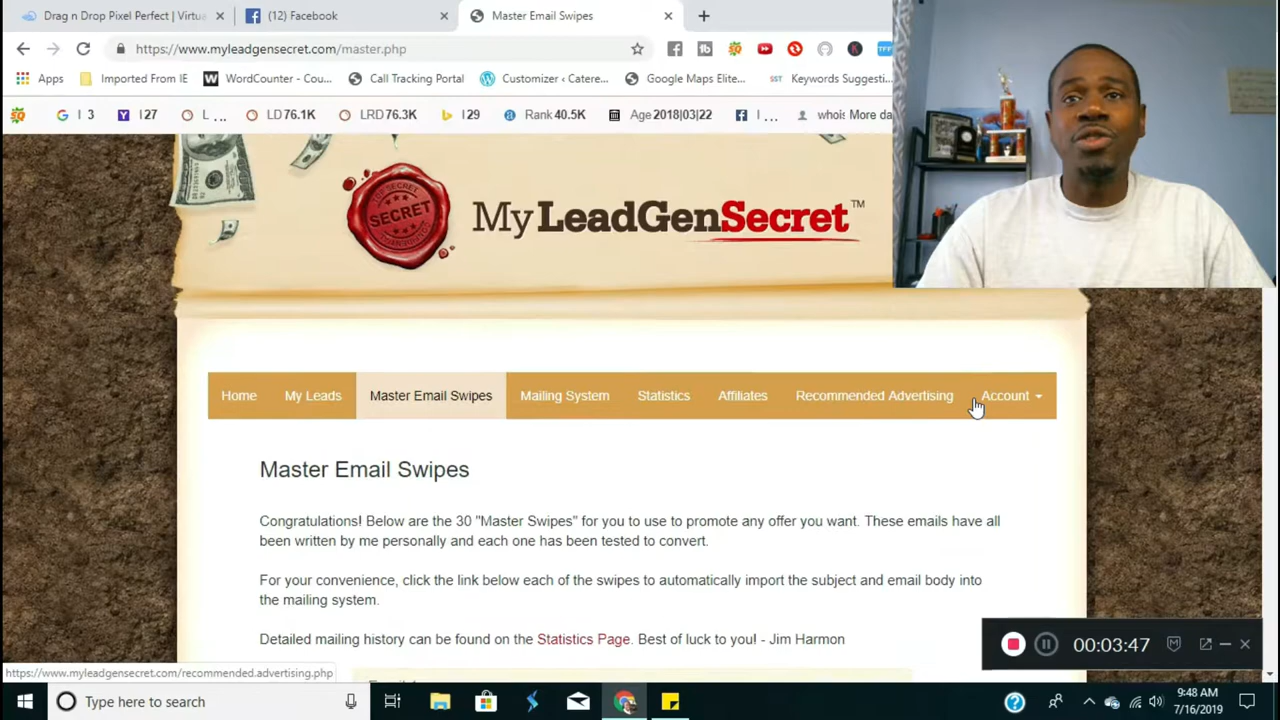 Drag n Drop Pixel Perfect | Virtu
(12) Facebook
Master Email Swipes
https://www.myleadgensecret.com/master.php
Apps
Imported From IE
WordCounter - Cou...
Call Tracking Portal
Customizer ‹ Catere...
Google Maps Elite...
Keywords Suggesti...
I 3
I 27
L ...
LD 76.1K
LRD 76.3K
I 29
Rank 40.5K
Age 2018|03|22
I ...
whois More da
SECRET
My LeadGenSecret™
Home
My Leads
Master Email Swipes
Mailing System
Statistics
Affiliates
Recommended Advertising
Account
Master Email Swipes
Congratulations! Below are the 30 "Master Swipes" for you to use to promote any offer you want. These emails have all
been written by me personally and each one has been tested to convert.
For your convenience, click the link below each of the swipes to automatically import the subject and email body into
the mailing system.
Detailed mailing history can be found on the Statistics Page. Best of luck to you! - Jim Harmon
00:03:47
https://www.myleadgensecret.com/recommended.advertising.php
Type here to search
9:48 AM
7/16/2019